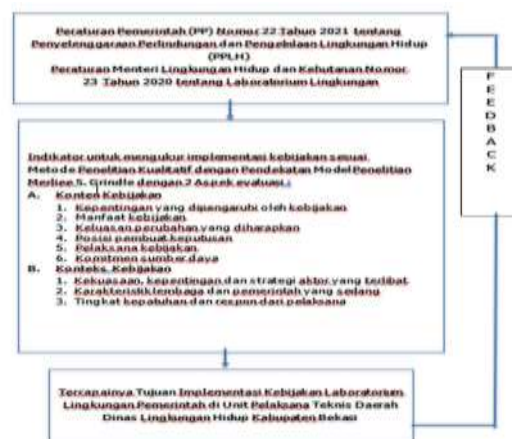 Peraturan Pemerintah (PP) Nomor 22 Tahun 2021 tentang
Penyelenggaraan Perlindungan dan Pengelolaan Lingkungan Hidup
(PPLH)
Peraturan Menteri Lingkungan Hidup dan Kehutanan Nomor
23 Tahun 2020 tentang Laboratorium Lingkungan
FEEDBACK
Indikator untuk mengukur implementasi kebijakan sesuai
Metode Penelitian Kualitatif dengan Pendekatan Model Penelitian
Merilee S. Grindle dengan 2 Aspek evaluasi :
A. Konten Kebijakan
1. Kepentingan yang dipengaruhi oleh kebijakan
2. Manfaat kebijakan
3. Keluasan perubahan yang diharapkan
4. Posisi pembuat keputusan
5. Pelaksana kebijakan
6. Komitmen sumber daya
B. Konteks Kebijakan
1. Kekuasaan, kepentingan dan strategi aktor yang terlibat
2. Karakteristik lembaga dan pemerintah yang sedang
3. Tingkat kepatuhan dan respon dari pelaksana
Tercapainya Tujuan Implementasi Kebijakan Laboratorium
Lingkungan Pemerintah di Unit Pelaksana Teknis Daerah
Dinas Lingkungan Hidup Kabupaten Bekasi